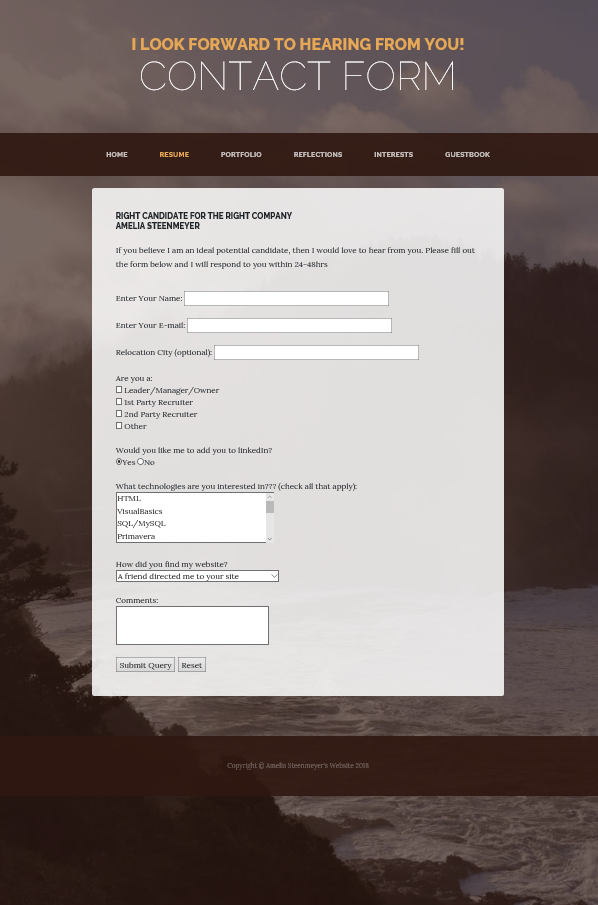 I LOOK FORWARD TO HEARING FROM YOU!
CONTACT FORM
HOME RESUME PORTFOLIO REFLECTIONS INTERESTS GUESTBOOK
RIGHT CANDIDATE FOR THE RIGHT COMPANY
AMELIA STEENMEYER
If you believe I am an ideal potential candidate, then I would love to hear from you. Please fill out
the form below and I will respond to you within 24-48hrs
Enter Your Name:
Enter Your E-mail:
Relocation City (optional):
Are you a:
Leader/Manager/Owner
1st Party Recruiter
2nd Party Recruiter
Other
Would you like me to add you to linkedIn?
Yes No
What technologies are you interested in??? (check all that apply):
HTML
VisualBasics
SQL/MySQL
Primavera
How did you find my website?
A friend directed me to your site
Comments:
Submit Query Reset
Copyright © Amelia Steenmeyer's Website 2018